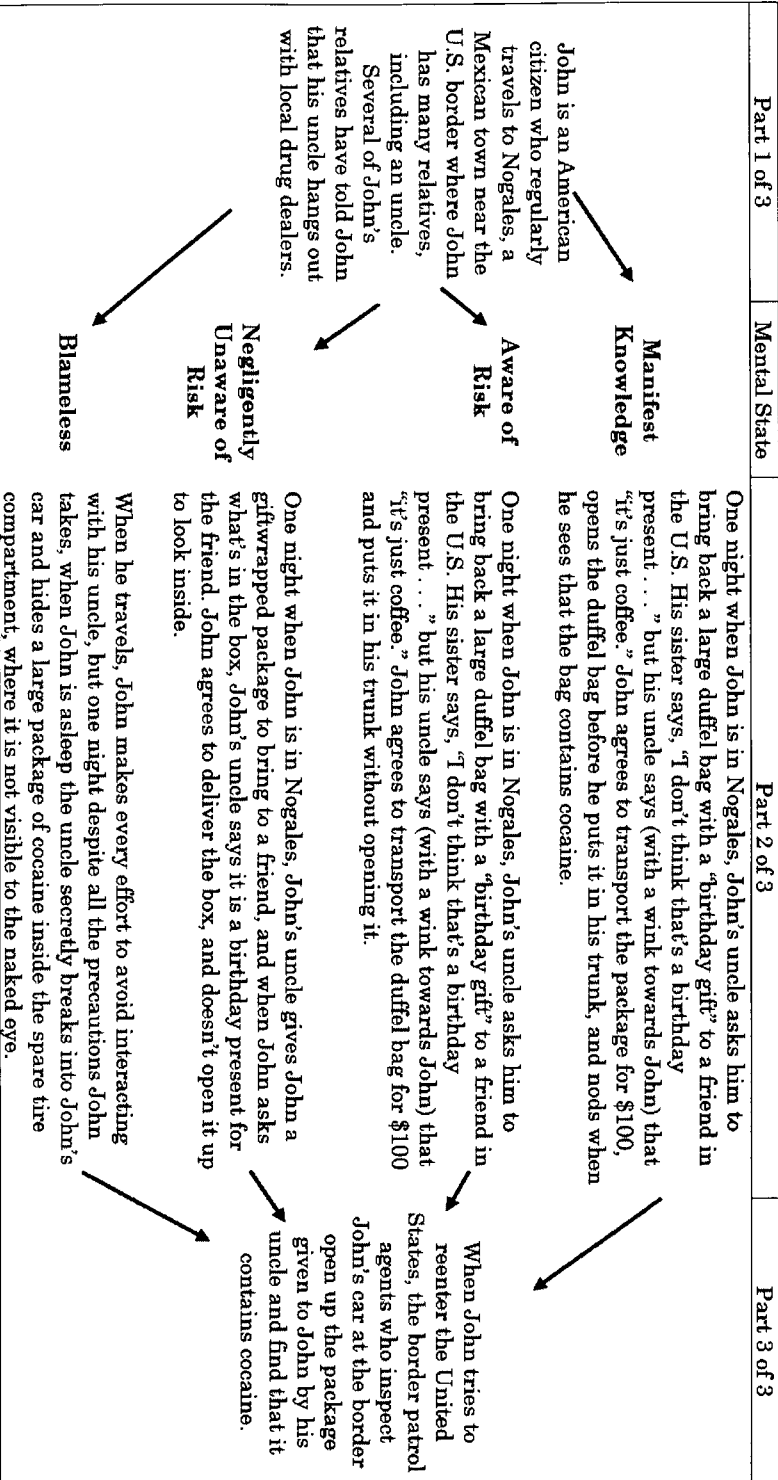 Part 1 of 3
Mental State
Part 2 of 3
Part 3 of 3
John is an American
citizen who regularly
travels to Nogales, a
Mexican town near the
U.S. border where John
has many relatives,
including an uncle.
Several of John's
relatives have told John
that his uncle hangs out
with local drug dealers.
Manifest
Knowledge
One night when John is in Nogales, John's uncle asks him to
bring back a large duffel bag with a "birthday gift" to a friend in
the U.S. His sister says, "I don't think that's a birthday
present . . ." but his uncle says (with a wink towards John) that
"it's just coffee." John agrees to transport the package for $100,
opens the duffel bag before he puts it in his trunk, and nods when
he sees that the bag contains cocaine.
Aware of
Risk
One night when John is in Nogales, John's uncle asks him to
bring back a large duffel bag with a "birthday gift" to a friend in
the U.S. His sister says, "I don't think that's a birthday
present . . ." but his uncle says (with a wink towards John) that
"it's just coffee." John agrees to transport the duffel bag for $100
and puts it in his trunk without opening it.
Negligently
Unaware of
Risk
One night when John is in Nogales, John's uncle gives John a
giftwrapped package to bring to a friend, and when John asks
what's in the box, John's uncle says it is a birthday present for
the friend. John agrees to deliver the box, and doesn't open it up
to look inside.
Blameless
When he travels, John makes every effort to avoid interacting
with his uncle, but one night despite all the precautions John
takes, when John is asleep the uncle secretly breaks into John's
car and hides a large package of cocaine inside the spare tire
compartment, where it is not visible to the naked eye.
When John tries to
reenter the United
States, the border patrol
agents who inspect
John's car at the border
open up the package
given to John by his
uncle and find that it
contains cocaine.